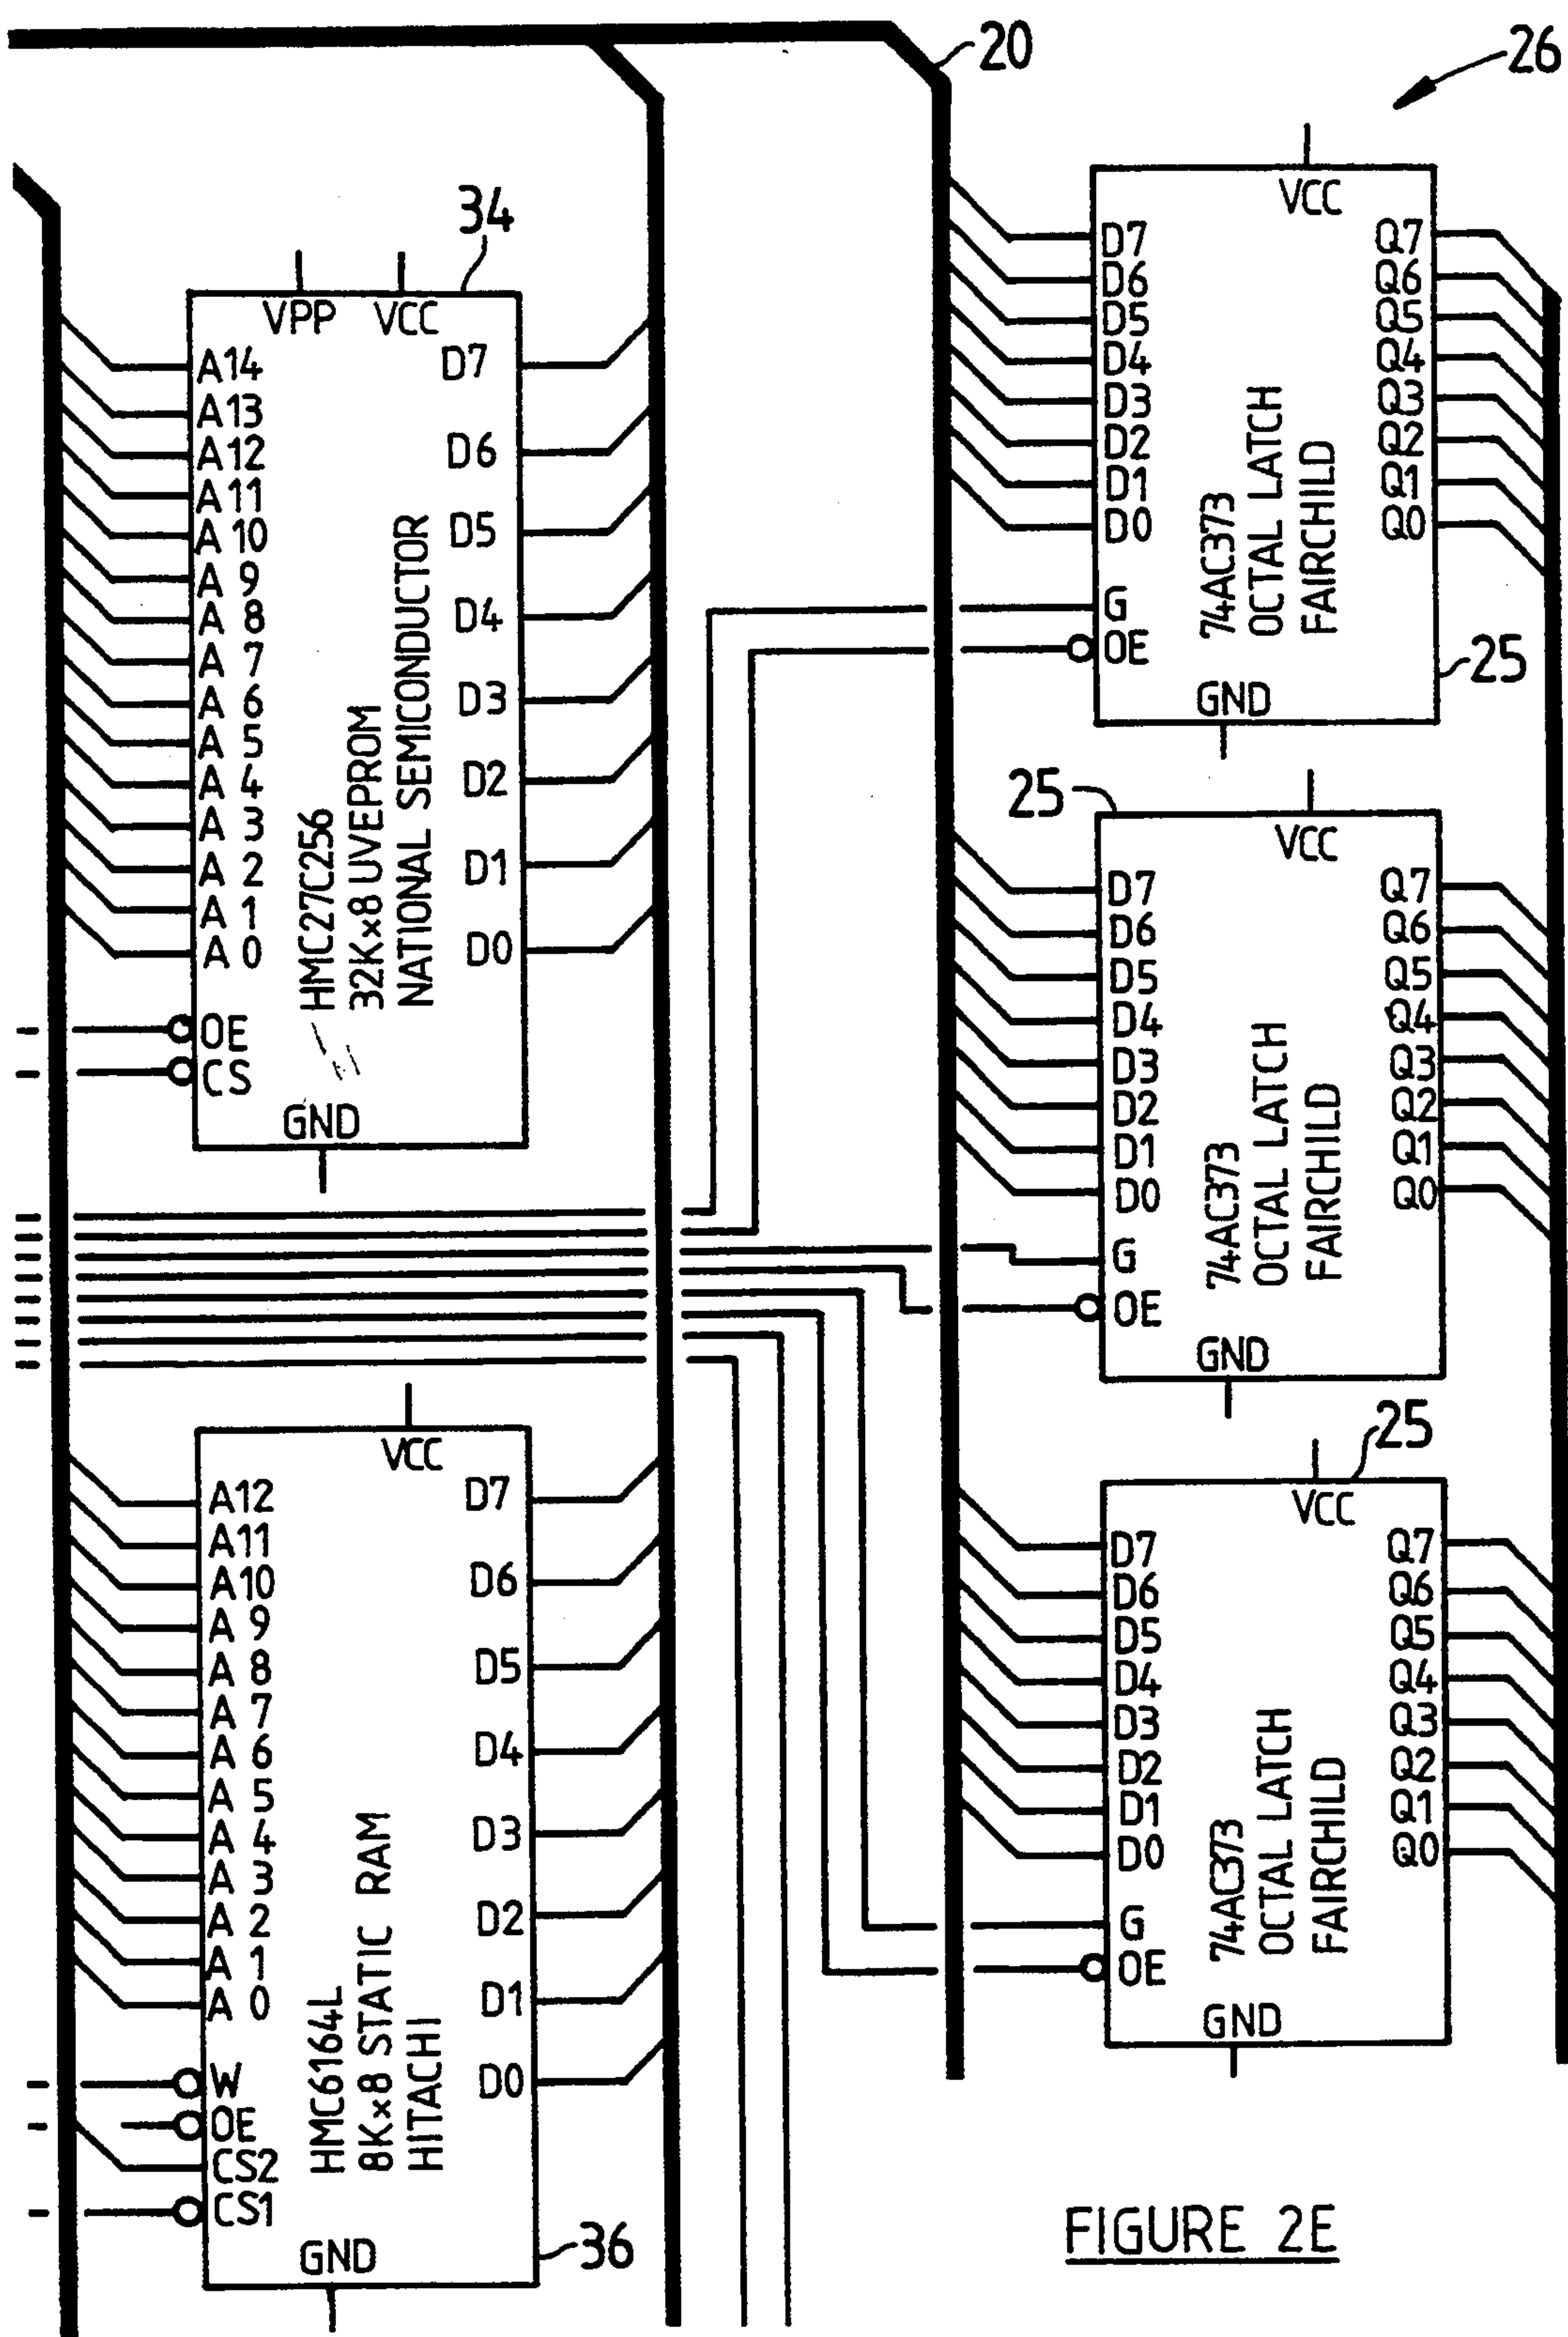 20
26
34
VPP VCC
A14
A13
A12
A11
A10
A 9
A 8
A 7
A 6
A 5
A 4
A 3
A 2
A 1
A 0
OE
CS
GND
D7
D6
D5
D4
D3
D2
D1
D0
HMC27C256
32K×8 UVEPROM
NATIONAL SEMICONDUCTOR
VCC
A12
A11
A10
A 9
A 8
A 7
A 6
A 5
A 4
A 3
A 2
A 1
A 0
W
OE
CS2
CS1
GND
D7
D6
D5
D4
D3
D2
D1
D0
HMC6164L
8K×8 STATIC RAM
HITACHI
36
VCC
D7
D6
D5
D4
D3
D2
D1
D0
G
OE
GND
Q7
Q6
Q5
Q4
Q3
Q2
Q1
Q0
74AC373
OCTAL LATCH
FAIRCHILD
25
25
VCC
D7
D6
D5
D4
D3
D2
D1
D0
G
OE
GND
Q7
Q6
Q5
Q4
Q3
Q2
Q1
Q0
74AC373
OCTAL LATCH
FAIRCHILD
25
VCC
D7
D6
D5
D4
D3
D2
D1
D0
G
OE
GND
Q7
Q6
Q5
Q4
Q3
Q2
Q1
Q0
74AC373
OCTAL LATCH
FAIRCHILD
FIGURE 2E